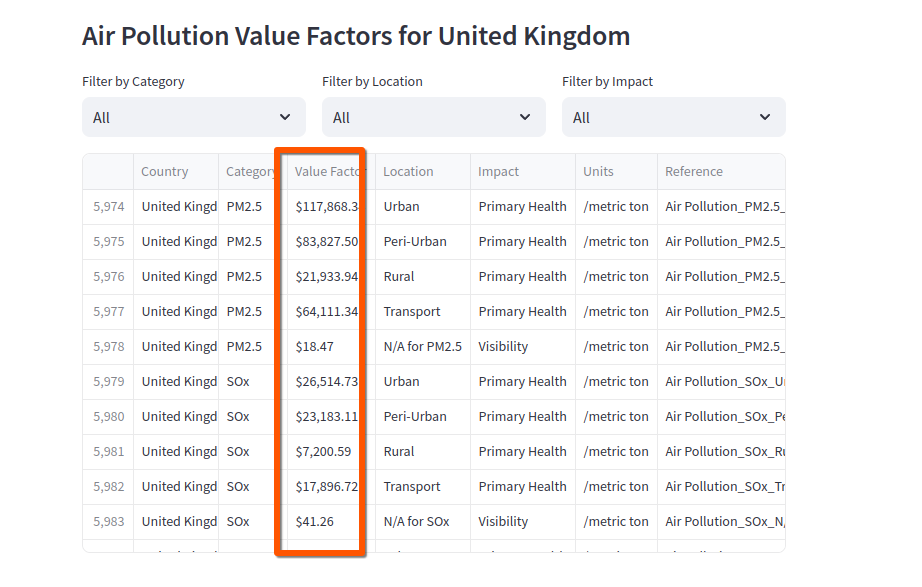 Air Pollution Value Factors for United Kingdom
Filter by Category Filter by Location Filter by Impact
All All All
Country Category Value Facto Location Impact Units Reference
5,974 United Kingd PM2.5 $117,868.3 Urban Primary Health /metric ton Air Pollution_PM2.5_
5,975 United Kingd PM2.5 $83,827.50 Peri-Urban Primary Health /metric ton Air Pollution_PM2.5_
5,976 United Kingd PM2.5 $21,933.94 Rural Primary Health /metric ton Air Pollution_PM2.5_
5,977 United Kingd PM2.5 $64,111.34 Transport Primary Health /metric ton Air Pollution_PM2.5_
5,978 United Kingd PM2.5 $18.47 N/A for PM2.5 Visibility /metric ton Air Pollution_PM2.5_
5,979 United Kingd SOx $26,514.73 Urban Primary Health /metric ton Air Pollution_SOx_U
5,980 United Kingd SOx $23,183.11 Peri-Urban Primary Health /metric ton Air Pollution_SOx_Pe
5,981 United Kingd SOx $7,200.59 Rural Primary Health /metric ton Air Pollution_SOx_Ru
5,982 United Kingd SOx $17,896.72 Transport Primary Health /metric ton Air Pollution_SOx_Tr
5,983 United Kingd SOx $41.26 N/A for SOx Visibility /metric ton Air Pollution_SOx_N/